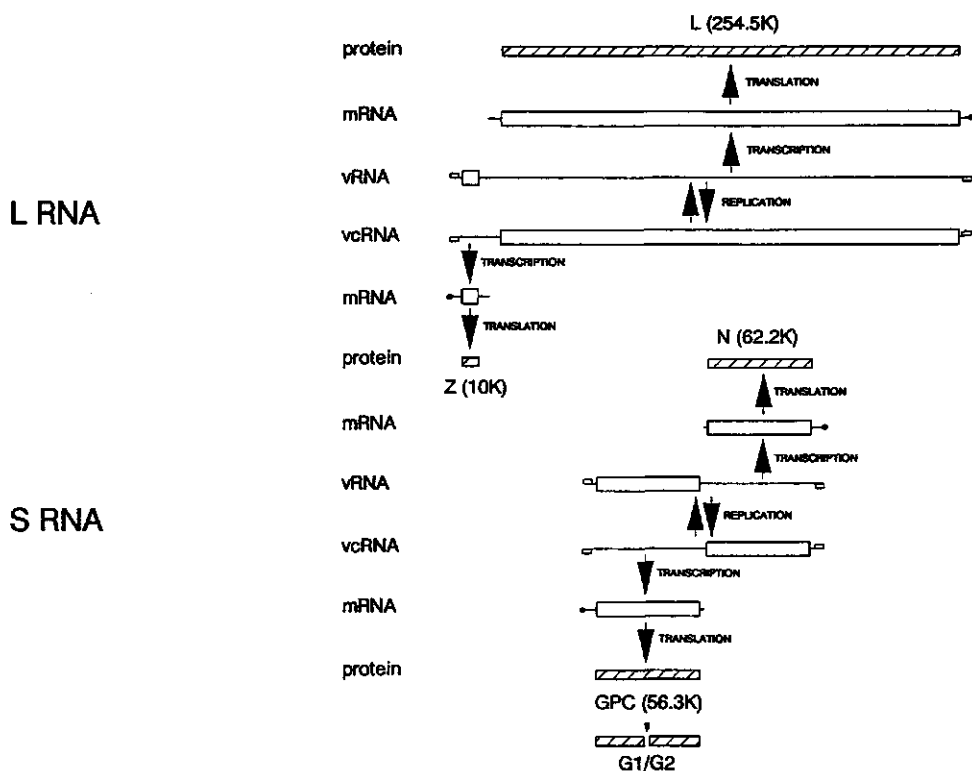 L (254.5K)
protein
TRANSLATION
mRNA
TRANSCRIPTION
vRNA
L RNA
REPLICATION
vcRNA
TRANSCRIPTION
mRNA
TRANSLATION
N (62.2K)
protein
Z (10K)
TRANSLATION
mRNA
TRANSCRIPTION
vRNA
S RNA
REPLICATION
vcRNA
TRANSCRIPTION
mRNA
TRANSLATION
protein
GPC (56.3K)
G1/G2